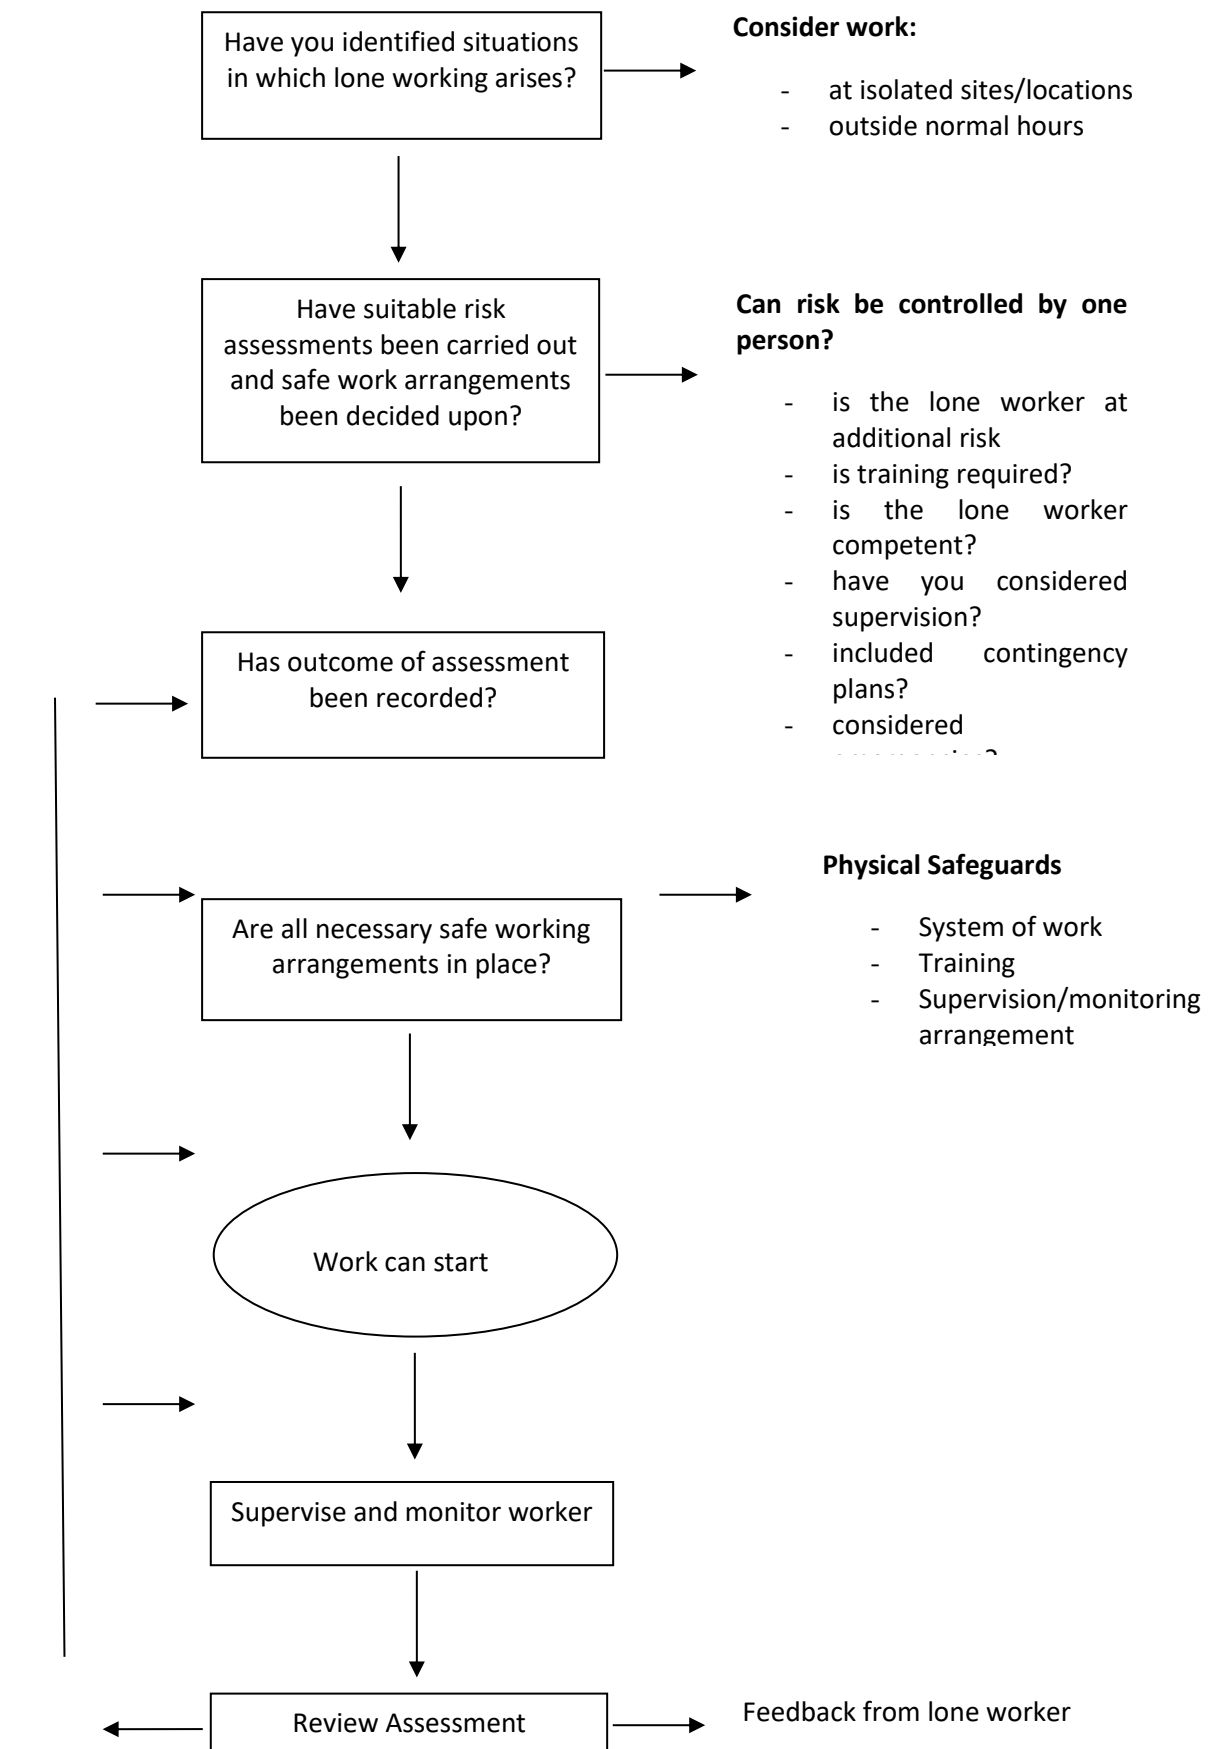 Have you identified situations
in which lone working arises?
Consider work:
- at isolated sites/locations
- outside normal hours
Have suitable risk
assessments been carried out
and safe work arrangements
been decided upon?
Can risk be controlled by one
person?
- is the lone worker at
additional risk
- is training required?
- is the lone worker
competent?
- have you considered
supervision?
- included contingency
plans?
- considered
Has outcome of assessment
been recorded?
Are all necessary safe working
arrangements in place?
Physical Safeguards
- System of work
- Training
- Supervision/monitoring
arrangement
Work can start
Supervise and monitor worker
Review Assessment
Feedback from lone worker